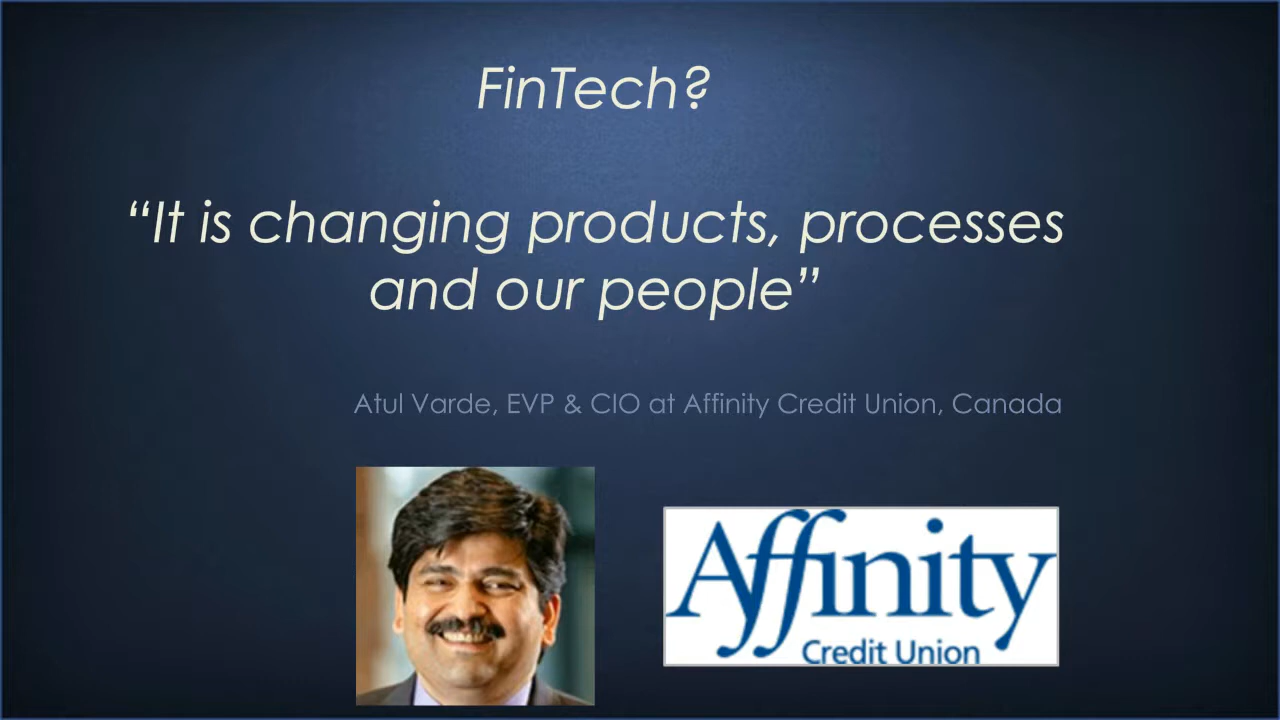 FinTech?
“It is changing products, processes
and our people”
Atul Varde, EVP & CIO at Affinity Credit Union, Canada
Affinity
Credit Union